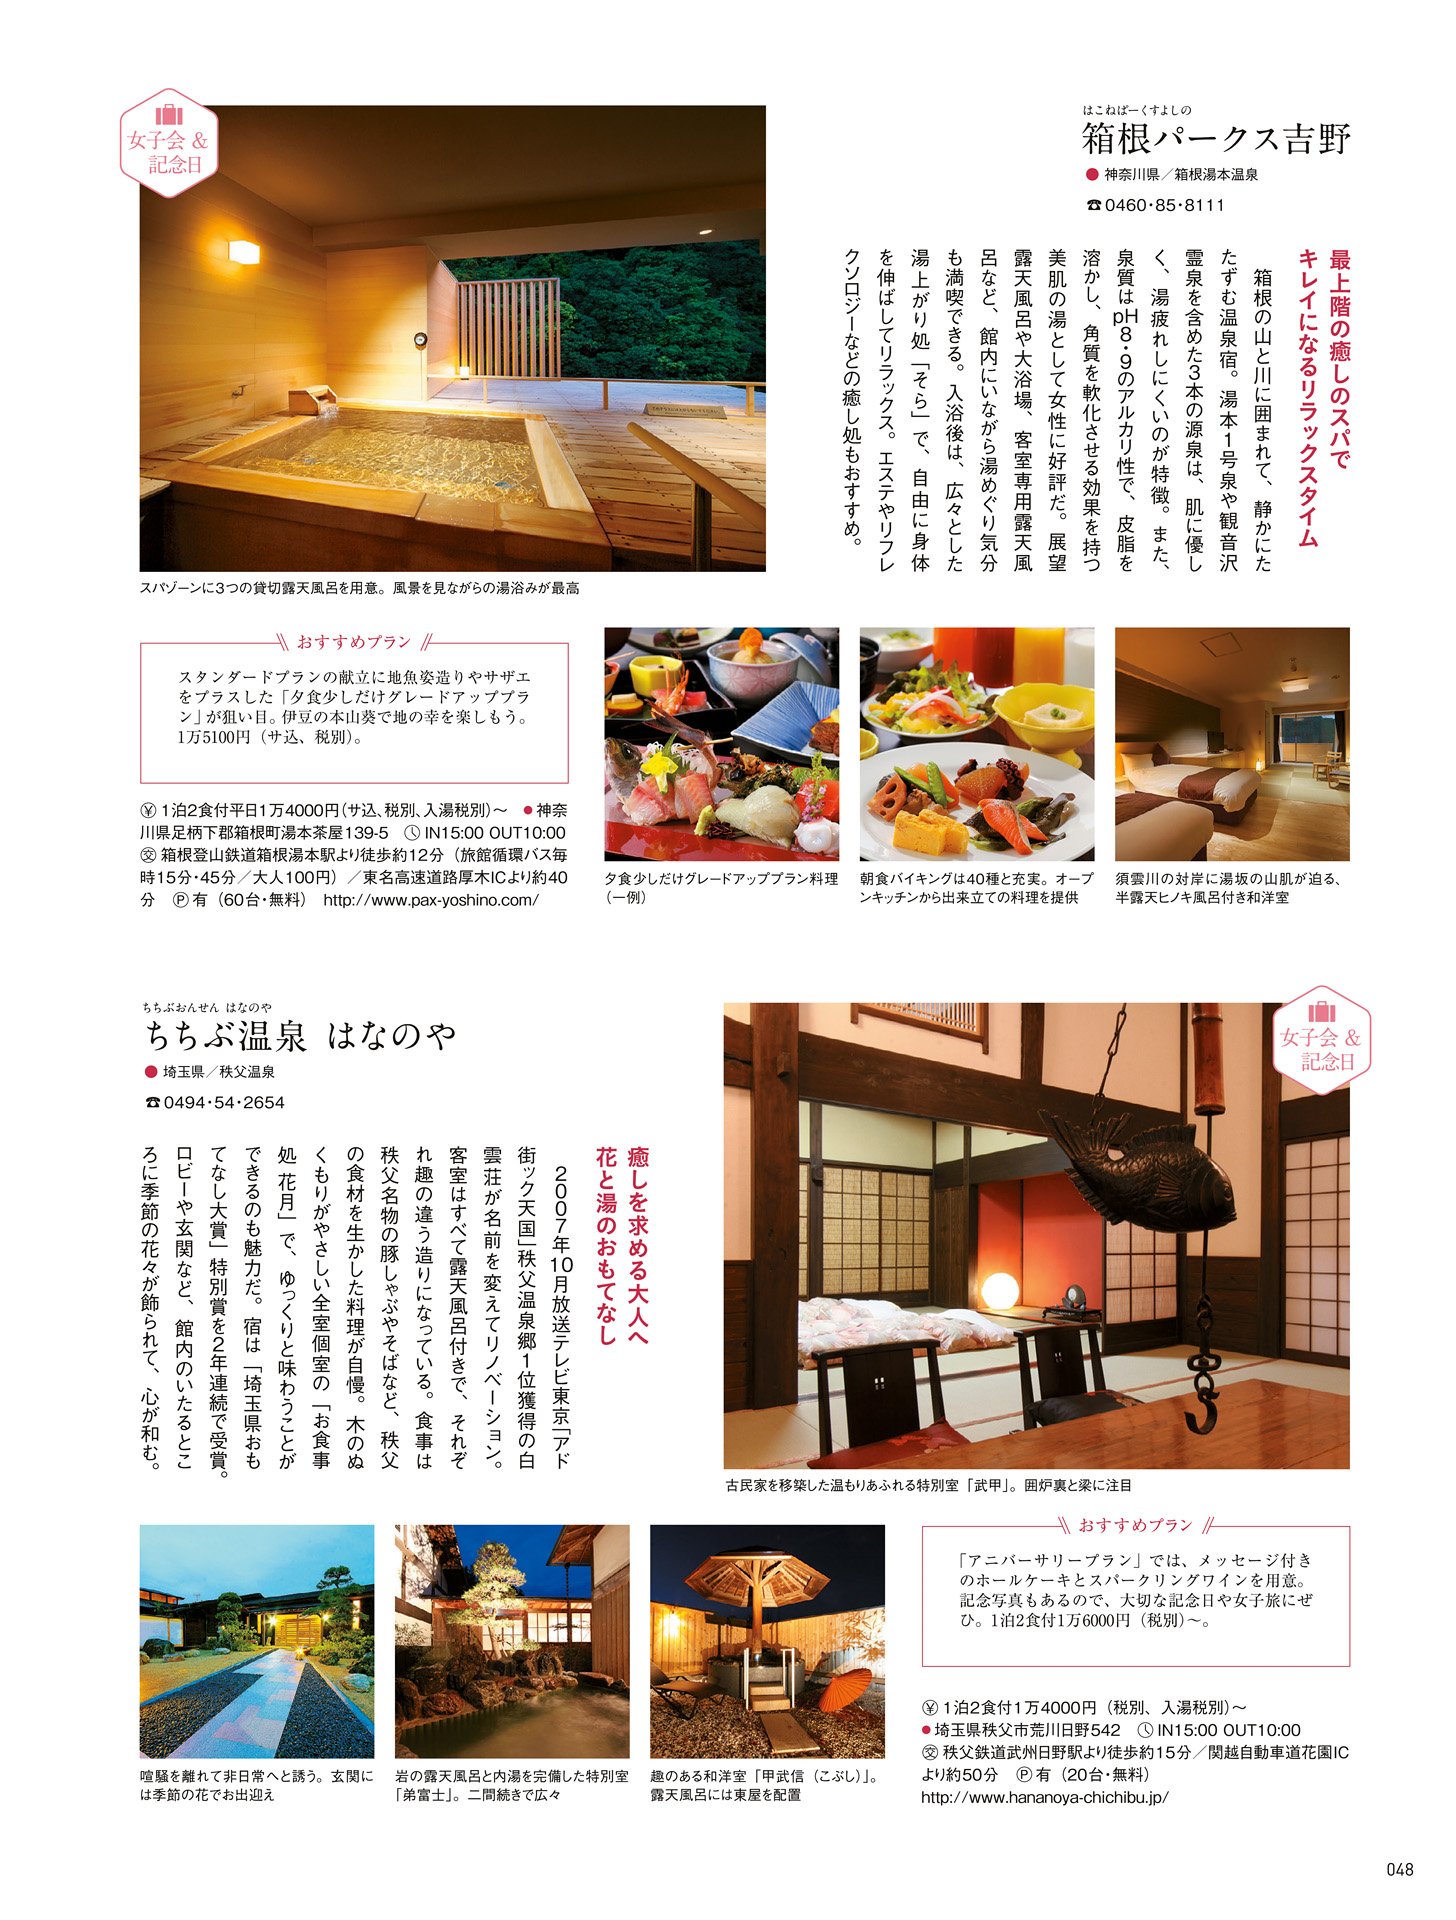 女子会 &
記念日
はこねぱーくすよしの
箱根パークス吉野
● 神奈川県／箱根湯本温泉
☎0460・85・8111
最上階の癒しのスパで
キレイになるリラックスタイム
箱根の山と川に囲まれて、静かにた
たずむ温泉宿。湯本1号泉や観音沢
霊泉を含めた3本の源泉は、肌に優し
く、湯疲れしにくいのが特徴。また、
泉質はpH8・9のアルカリ性で、皮脂を
溶かし、角質を軟化させる効果を持つ
美肌の湯として女性に好評だ。展望
露天風呂や大浴場、客室専用露天風
呂など、館内にいながら湯めぐり気分
も満喫できる。入浴後は、広々とした
湯上がり処「そら」で、自由に身体
を伸ばしてリラックス。エステやリフレ
クソロジーなどの癒し処もおすすめ。
スパゾーンに3つの貸切露天風呂を用意。風景を見ながらの湯浴みが最高
おすすめプラン
スタンダードプランの献立に地魚姿造りやサザエ
をプラスした「夕食少しだけグレードアッププラ
ン」が狙い目。伊豆の本山葵で地の幸を楽しもう。
1万5100円（サ込、税別）。
¥ 1泊2食付平日1万4000円（サ込、税別、入湯税別）〜　●神奈
川県足柄下郡箱根町湯本茶屋139-5　IN15:00 OUT10:00
交 箱根登山鉄道箱根湯本駅より徒歩約12分（旅館循環バス毎
時15分・45分／大人100円）／東名高速道路厚木ICより約40
分　P有（60台・無料）　http://www.pax-yoshino.com/
夕食少しだけグレードアッププラン料理
（一例）
朝食バイキングは40種と充実。オープ
ンキッチンから出来立ての料理を提供
須雲川の対岸に湯坂の山肌が迫る、
半露天ヒノキ風呂付き和洋室
ちちぶおんせん はなのや
ちちぶ温泉 はなのや
● 埼玉県／秩父温泉
☎0494・54・2654
癒しを求める大人へ
花と湯のおもてなし
2007年10月放送テレビ東京「アド
街ック天国」秩父温泉郷1位獲得の白
雲荘が名前を変えてリノベーション。
客室はすべて露天風呂付きで、それぞ
れ趣の違う造りになっている。食事は
秩父名物の豚しゃぶやそばなど、秩父
の食材を生かした料理が自慢。木のぬ
くもりがやさしい全室個室の「お食事
処 花月」で、ゆっくりと味わうことが
できるのも魅力だ。宿は「埼玉県おも
てなし大賞」特別賞を2年連続で受賞。
ロビーや玄関など、館内のいたるとこ
ろに季節の花々が飾られて、心が和む。
女子会 &
記念日
古民家を移築した温もりあふれる特別室「武甲」。囲炉裏と梁に注目
喧騒を離れて非日常へと誘う。玄関に
は季節の花でお出迎え
岩の露天風呂と内湯を完備した特別室
「弟富士」。二間続きで広々
趣のある和洋室「甲武信（こぶし）」。
露天風呂には東屋を配置
おすすめプラン
「アニバーサリープラン」では、メッセージ付き
のホールケーキとスパークリングワインを用意。
記念写真もあるので、大切な記念日や女子旅にぜ
ひ。1泊2食付1万6000円（税別）〜。
¥ 1泊2食付1万4000円（税別、入湯税別）〜
●埼玉県秩父市荒川日野542　IN15:00 OUT10:00
交 秩父鉄道武州日野駅より徒歩約15分／関越自動車道花園IC
より約50分　P有（20台・無料）
http://www.hananoya-chichibu.jp/
048